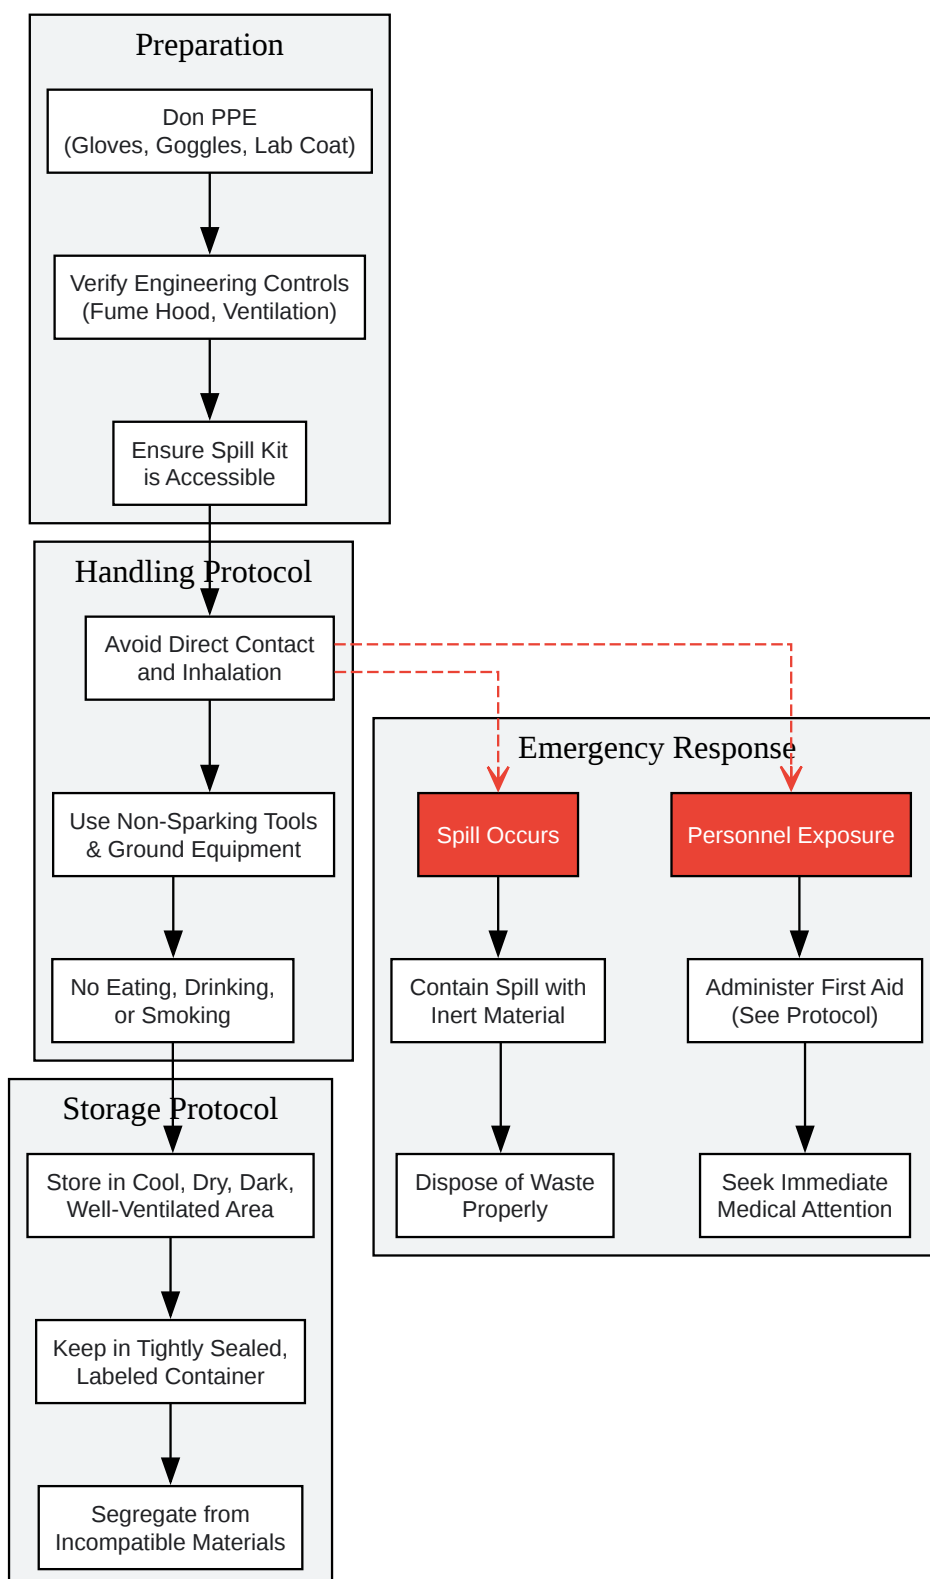 Preparation
Don PPE
(Gloves, Goggles, Lab Coat)
Verify Engineering Controls
(Fume Hood, Ventilation)
Ensure Spill Kit
is Accessible
Handling Protocol
Avoid Direct Contact
and Inhalation
Use Non-Sparking Tools
& Ground Equipment
No Eating, Drinking,
or Smoking
Emergency Response
Spill Occurs
Personnel Exposure
Contain Spill with
Inert Material
Administer First Aid
(See Protocol)
Dispose of Waste
Properly
Seek Immediate
Medical Attention
Storage Protocol
Store in Cool, Dry, Dark,
Well-Ventilated Area
Keep in Tightly Sealed,
Labeled Container
Segregate from
Incompatible Materials